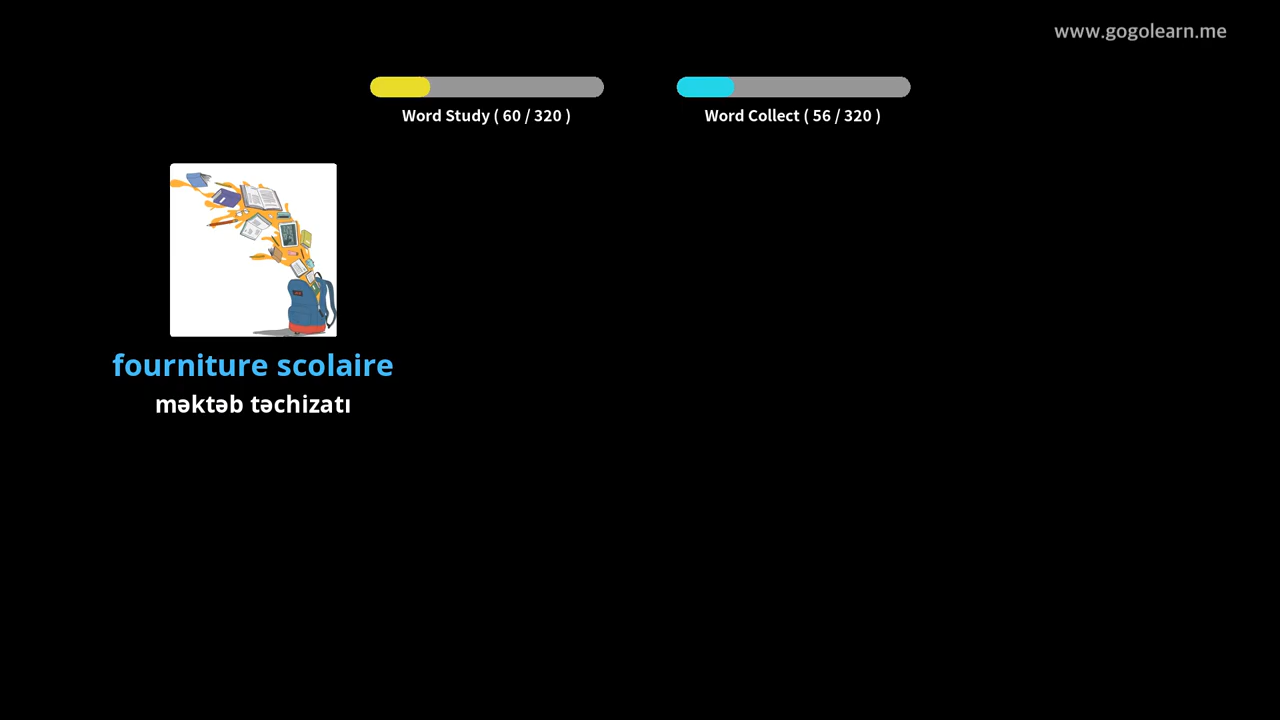 www.gogolearn.me
Word Study ( 60 / 320 )
Word Collect ( 56 / 320 )
fourniture scolaire
məktəb təchizatı